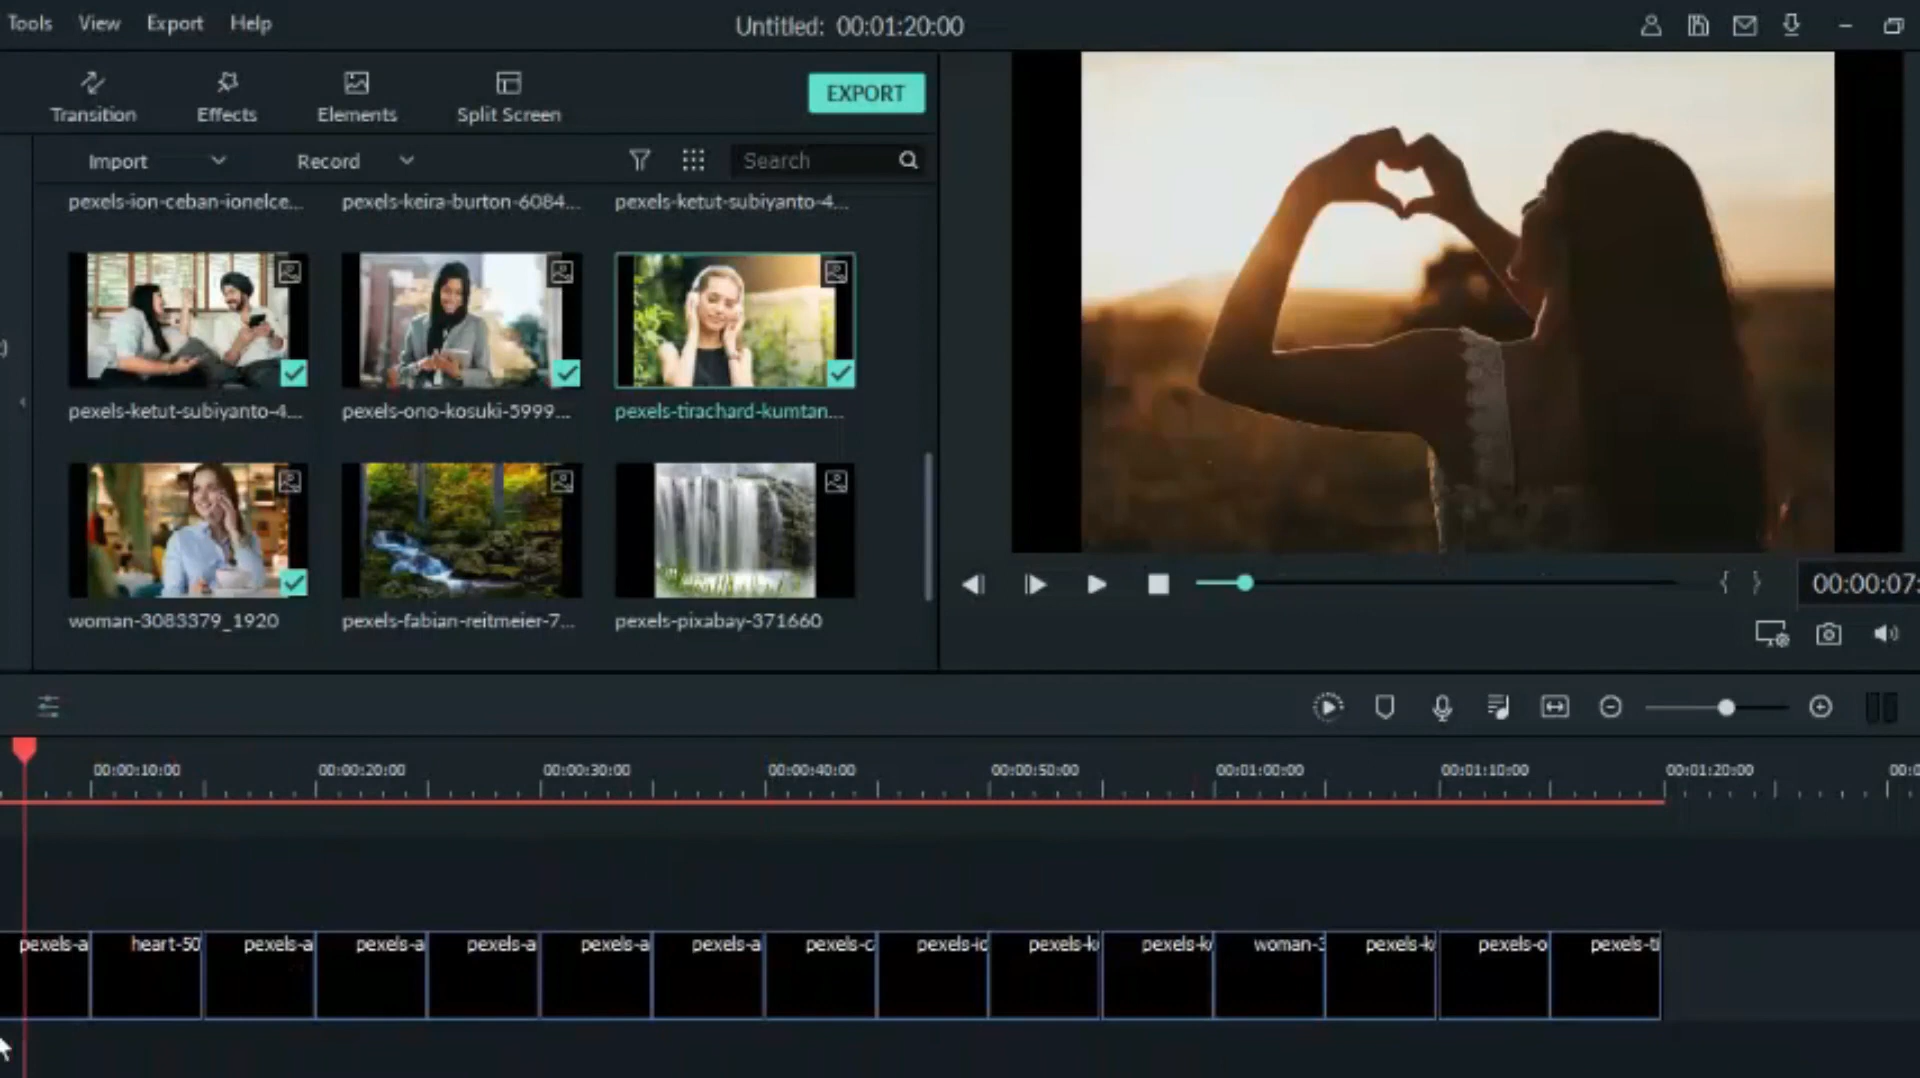 Tools View Export Help
Untitled: 00:01:20:00
Transition Effects Elements Split Screen
EXPORT
Import Record Search
pexels-ion-ceban-ionelce... pexels-keira-burton-6084... pexels-ketut-subiyanto-4...
pexels-ketut-subiyanto-4... pexels-ono-kosuki-5999... pexels-tirachard-kumtan...
woman-3083379_1920 pexels-fabian-reitmeier-7... pexels-pixabay-371660
00:00:07:
00:00:10:00 00:00:20:00 00:00:30:00 00:00:40:00 00:00:50:00 00:01:00:00 00:01:10:00 00:01:20:00 00:0
pexels-a heart-50 pexels-a pexels-a pexels-a pexels-a pexels-a pexels-c pexels-ic pexels-k pexels-k woman-3 pexels-k pexels-o pexels-ti